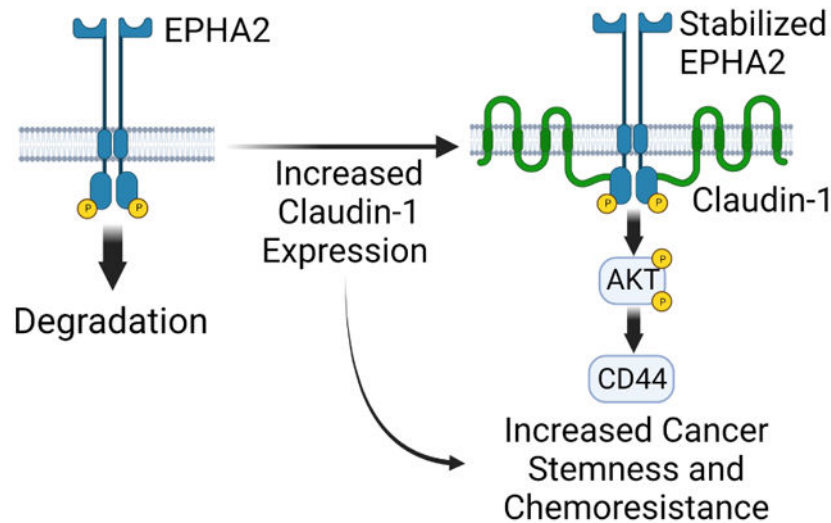 EPHA2
P
P
Degradation
Increased
Claudin-1
Expression
Stabilized
EPHA2
Claudin-1
P
P
AKT
P
P
CD44
Increased Cancer
Stemness and
Chemoresistance